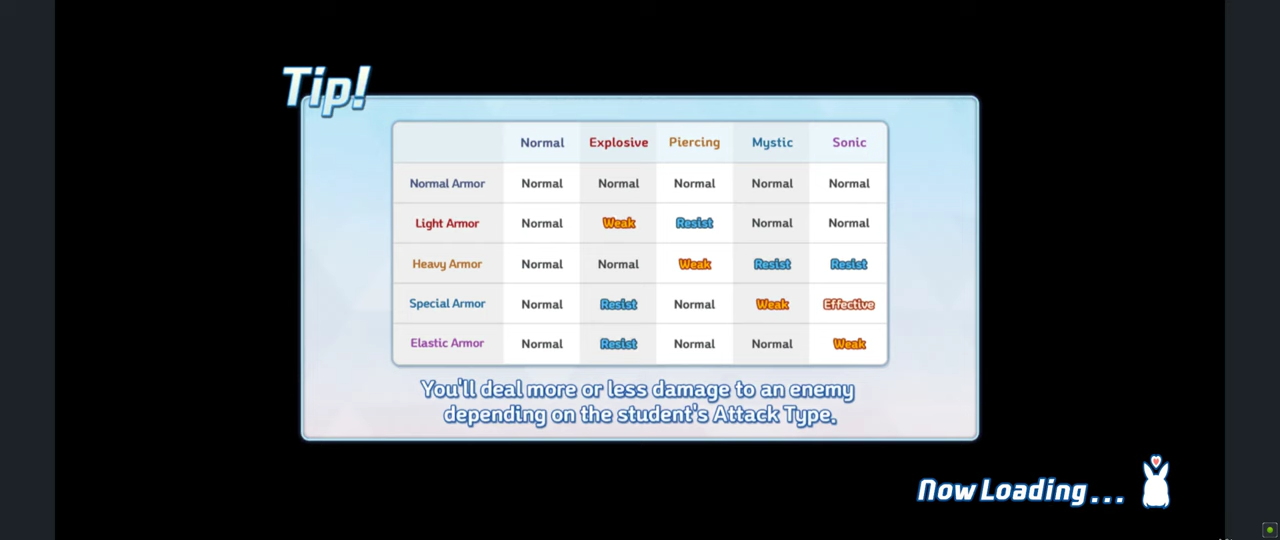 Tip!
Normal Explosive Piercing Mystic Sonic
Normal Armor Normal Normal Normal Normal Normal
Light Armor Normal Weak Resist Normal Normal
Heavy Armor Normal Normal Weak Resist Resist
Special Armor Normal Resist Normal Weak Effective
Elastic Armor Normal Resist Normal Normal Weak
You'll deal more or less damage to an enemy
depending on the student's Attack Type.
Now Loading...